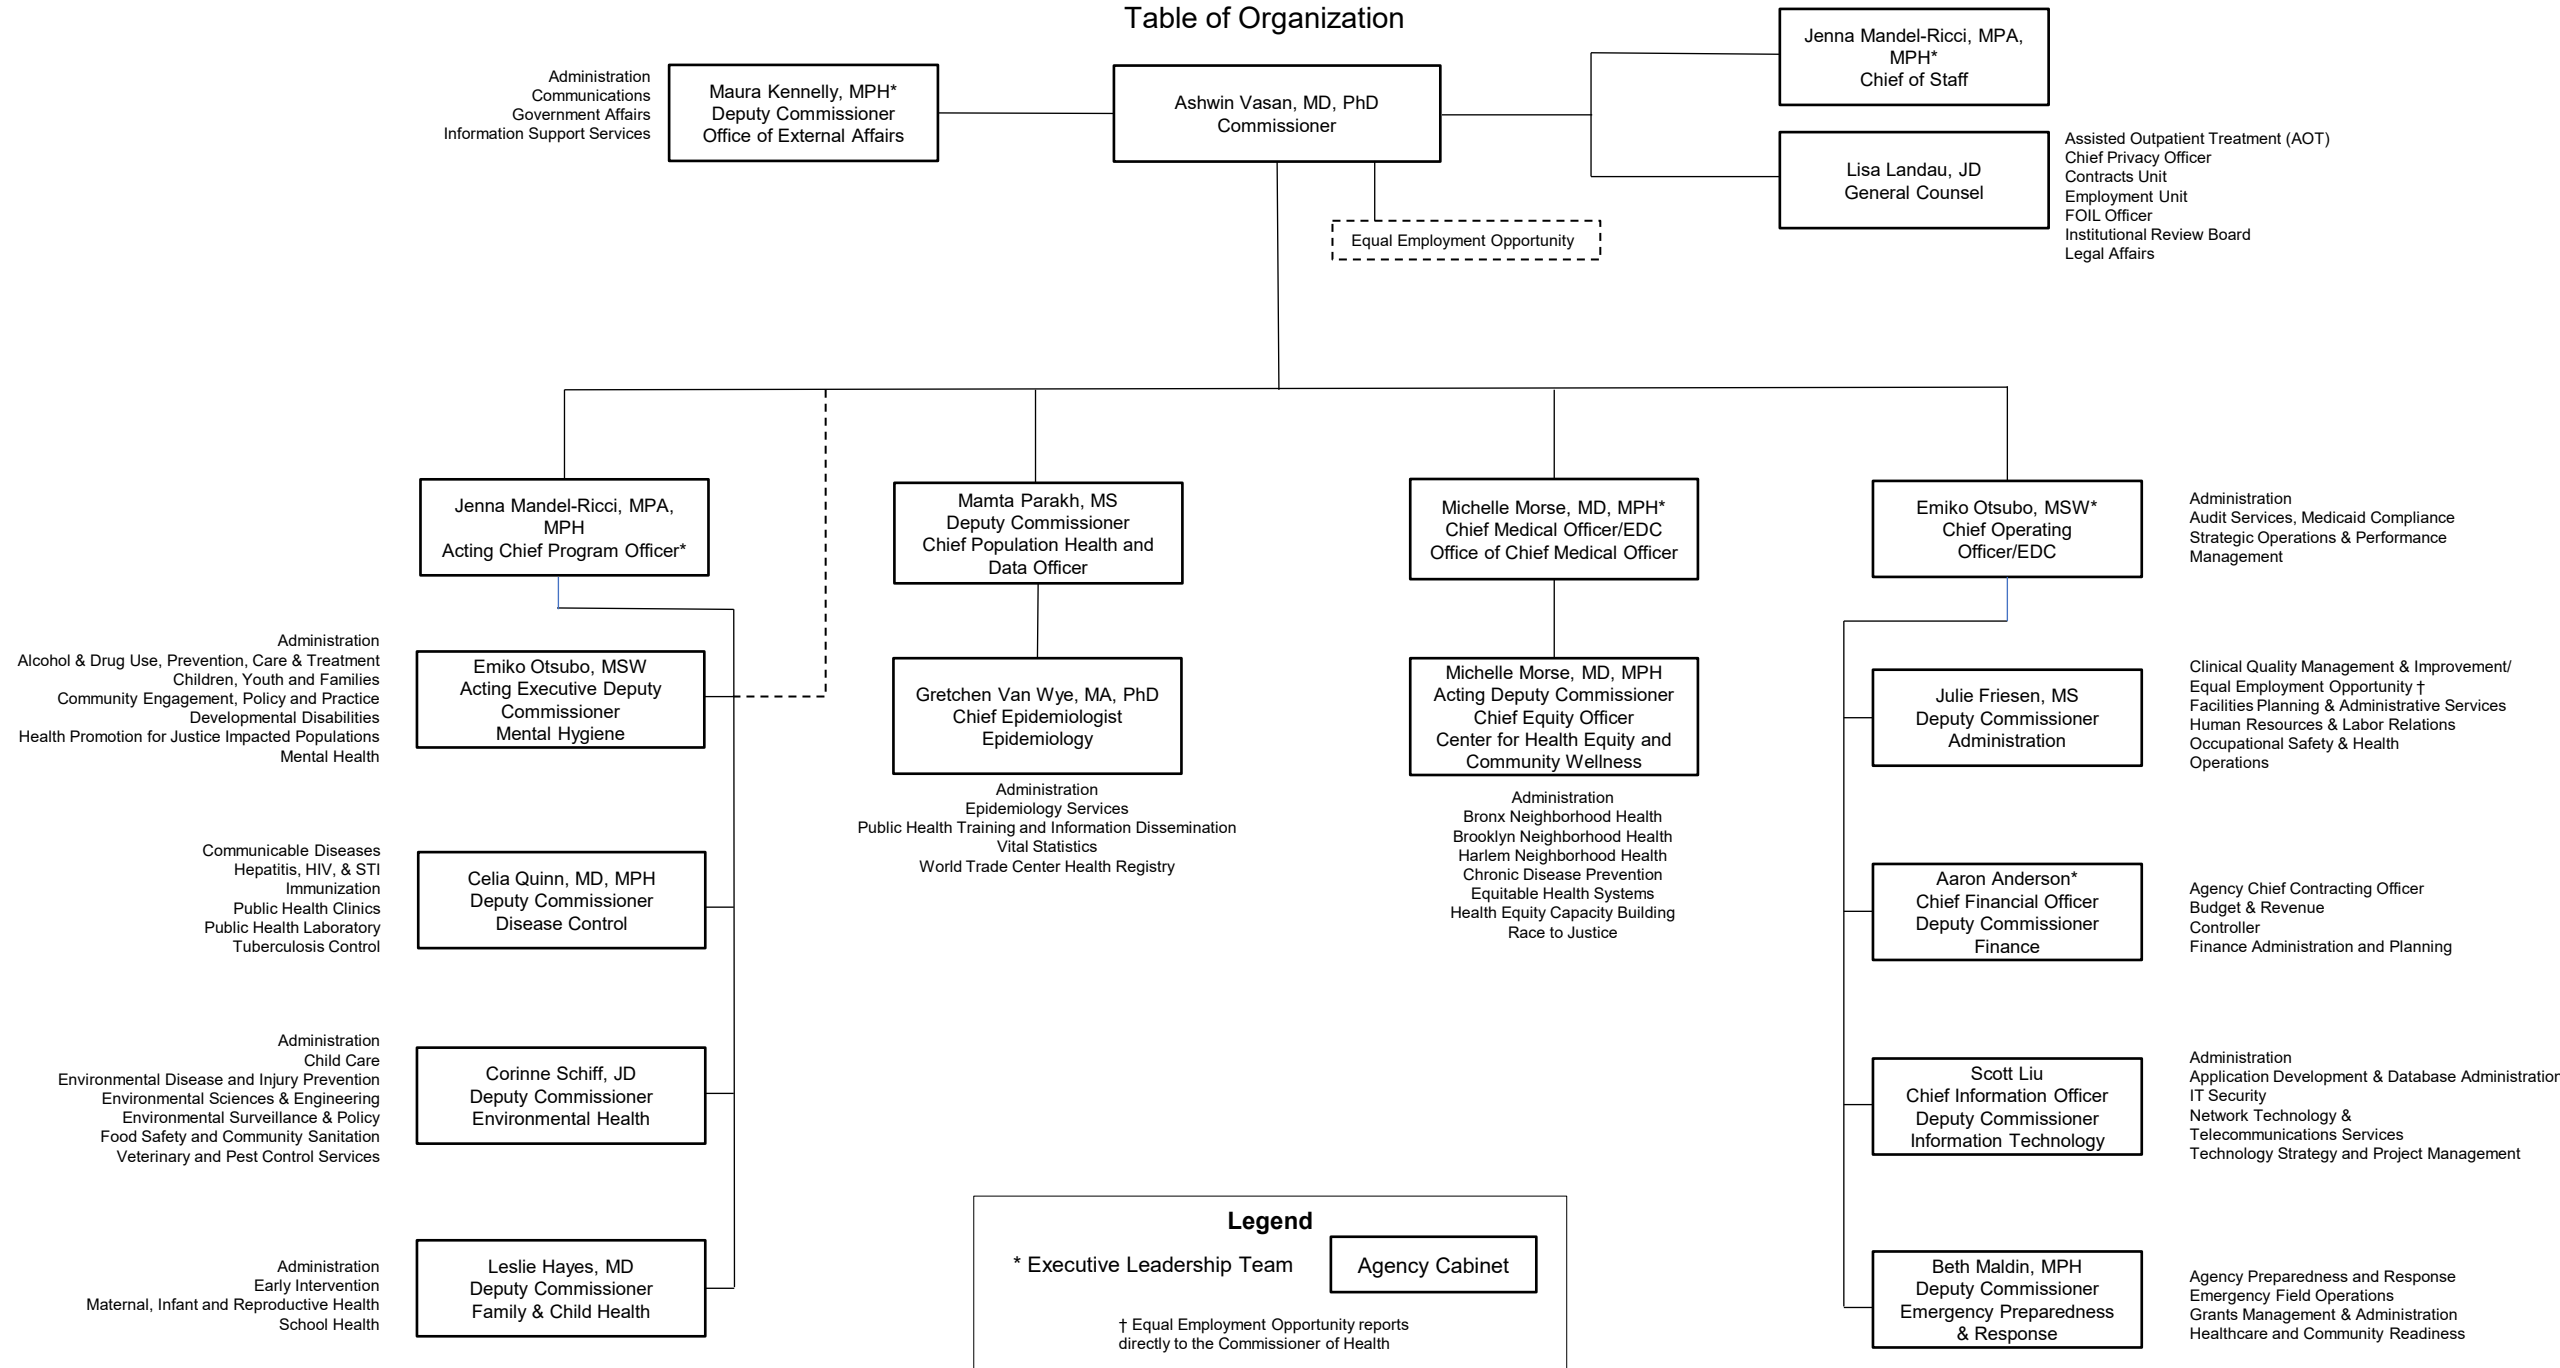 Table of Organization
Administration
Communications
Government Affairs
Information Support Services
Maura Kennelly, MPH*
Deputy Commissioner
Office of External Affairs
Ashwin Vasan, MD, PhD
Commissioner
Jenna Mandel-Ricci, MPA,
MPH*
Chief of Staff
Lisa Landau, JD
General Counsel
Assisted Outpatient Treatment (AOT)
Chief Privacy Officer
Contracts Unit
Employment Unit
FOIL Officer
Institutional Review Board
Legal Affairs
Equal Employment Opportunity
Jenna Mandel-Ricci, MPA,
MPH
Acting Chief Program Officer*
Mamta Parakh, MS
Deputy Commissioner
Chief Population Health and
Data Officer
Michelle Morse, MD, MPH*
Chief Medical Officer/EDC
Office of Chief Medical Officer
Emiko Otsubo, MSW*
Chief Operating
Officer/EDC
Administration
Audit Services, Medicaid Compliance
Strategic Operations & Performance
Management
Administration
Alcohol & Drug Use, Prevention, Care & Treatment
Children, Youth and Families
Community Engagement, Policy and Practice
Developmental Disabilities
Health Promotion for Justice Impacted Populations
Mental Health
Emiko Otsubo, MSW
Acting Executive Deputy
Commissioner
Mental Hygiene
Gretchen Van Wye, MA, PhD
Chief Epidemiologist
Epidemiology
Administration
Epidemiology Services
Public Health Training and Information Dissemination
Vital Statistics
World Trade Center Health Registry
Michelle Morse, MD, MPH
Acting Deputy Commissioner
Chief Equity Officer
Center for Health Equity and
Community Wellness
Administration
Bronx Neighborhood Health
Brooklyn Neighborhood Health
Harlem Neighborhood Health
Chronic Disease Prevention
Equitable Health Systems
Health Equity Capacity Building
Race to Justice
Julie Friesen, MS
Deputy Commissioner
Administration
Clinical Quality Management & Improvement/
Equal Employment Opportunity †
Facilities Planning & Administrative Services
Human Resources & Labor Relations
Occupational Safety & Health
Operations
Communicable Diseases
Hepatitis, HIV, & STI
Immunization
Public Health Clinics
Public Health Laboratory
Tuberculosis Control
Celia Quinn, MD, MPH
Deputy Commissioner
Disease Control
Aaron Anderson*
Chief Financial Officer
Deputy Commissioner
Finance
Agency Chief Contracting Officer
Budget & Revenue
Controller
Finance Administration and Planning
Administration
Child Care
Environmental Disease and Injury Prevention
Environmental Sciences & Engineering
Environmental Surveillance & Policy
Food Safety and Community Sanitation
Veterinary and Pest Control Services
Corinne Schiff, JD
Deputy Commissioner
Environmental Health
Scott Liu
Chief Information Officer
Deputy Commissioner
Information Technology
Administration
Application Development & Database Administration
IT Security
Network Technology &
Telecommunications Services
Technology Strategy and Project Management
Administration
Early Intervention
Maternal, Infant and Reproductive Health
School Health
Leslie Hayes, MD
Deputy Commissioner
Family & Child Health
Legend
* Executive Leadership Team
Agency Cabinet
† Equal Employment Opportunity reports
directly to the Commissioner of Health
Beth Maldin, MPH
Deputy Commissioner
Emergency Preparedness
& Response
Agency Preparedness and Response
Emergency Field Operations
Grants Management & Administration
Healthcare and Community Readiness